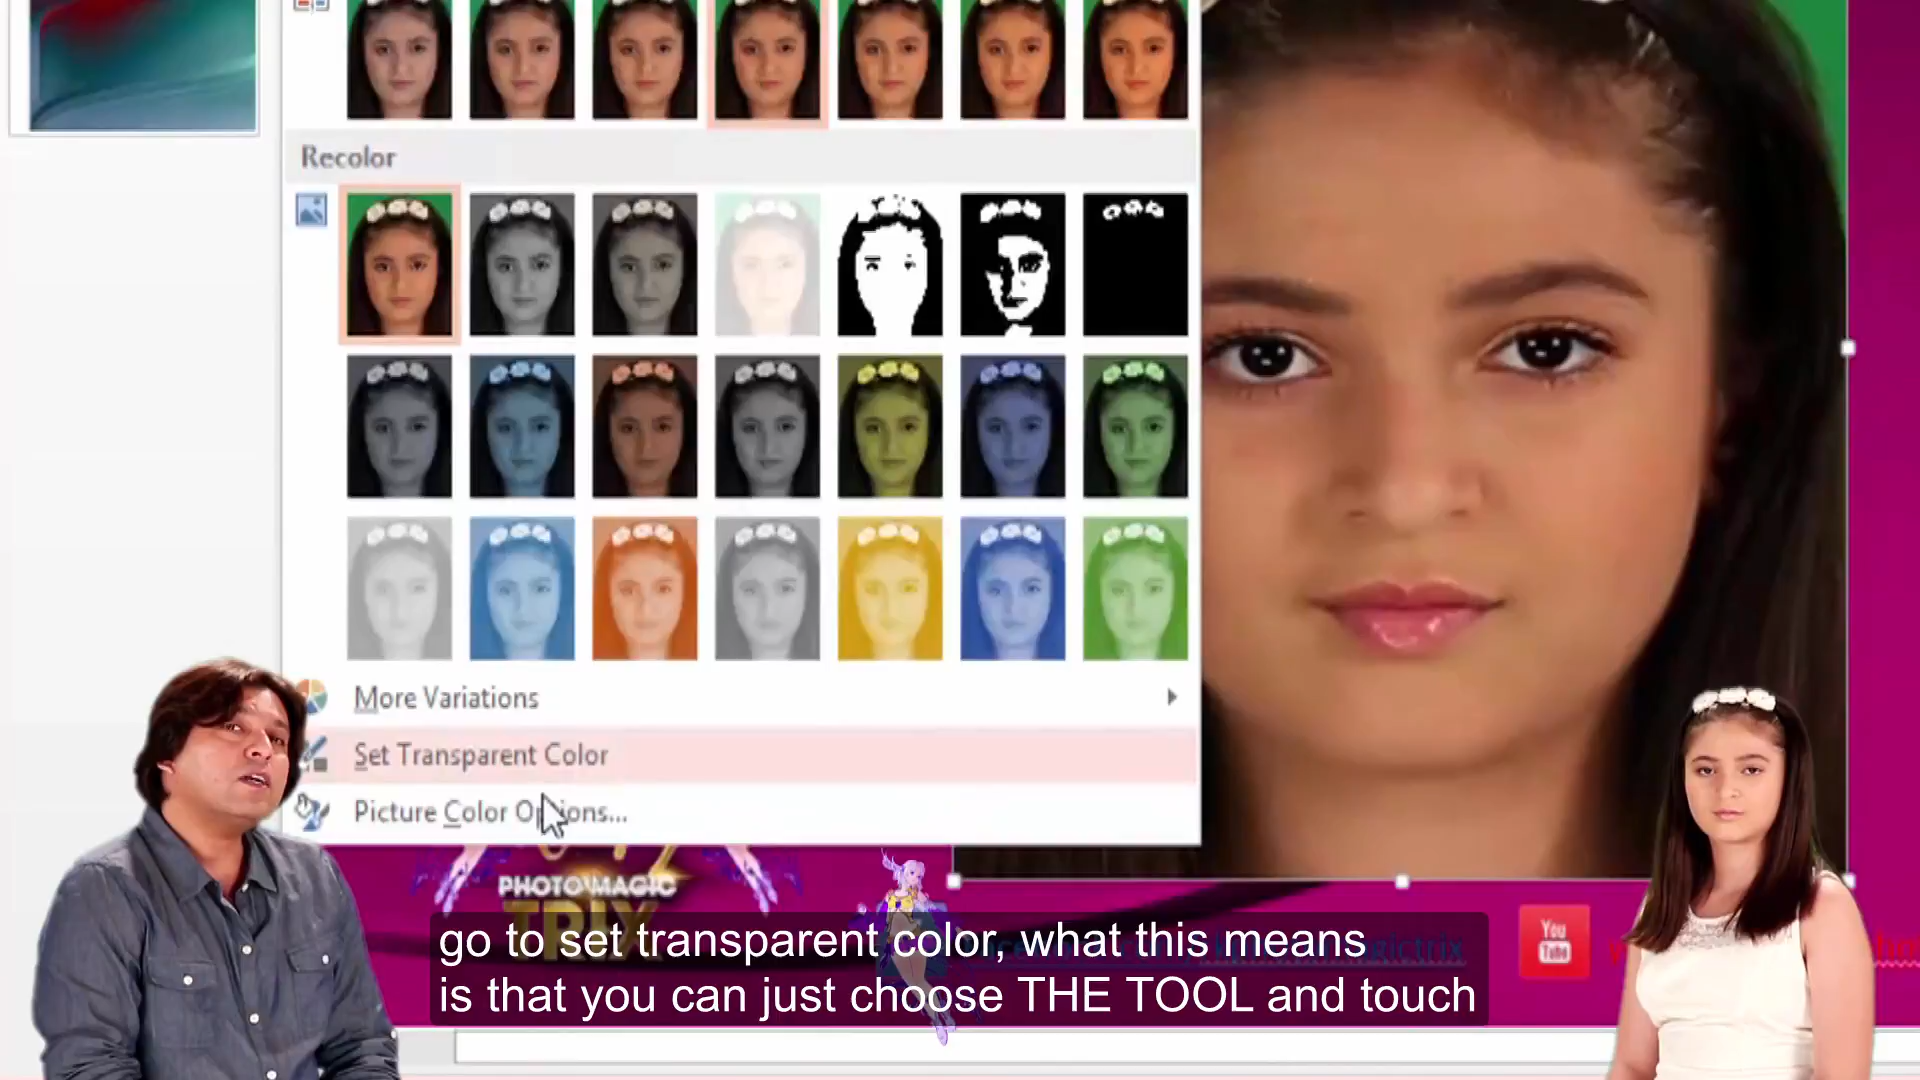 Recolor
More Variations
Set Transparent Color
Picture Color Options...
PHOTO MAGIC
TRIX
You
Tube
go to set transparent color, what this means
is that you can just choose THE TOOL and touch